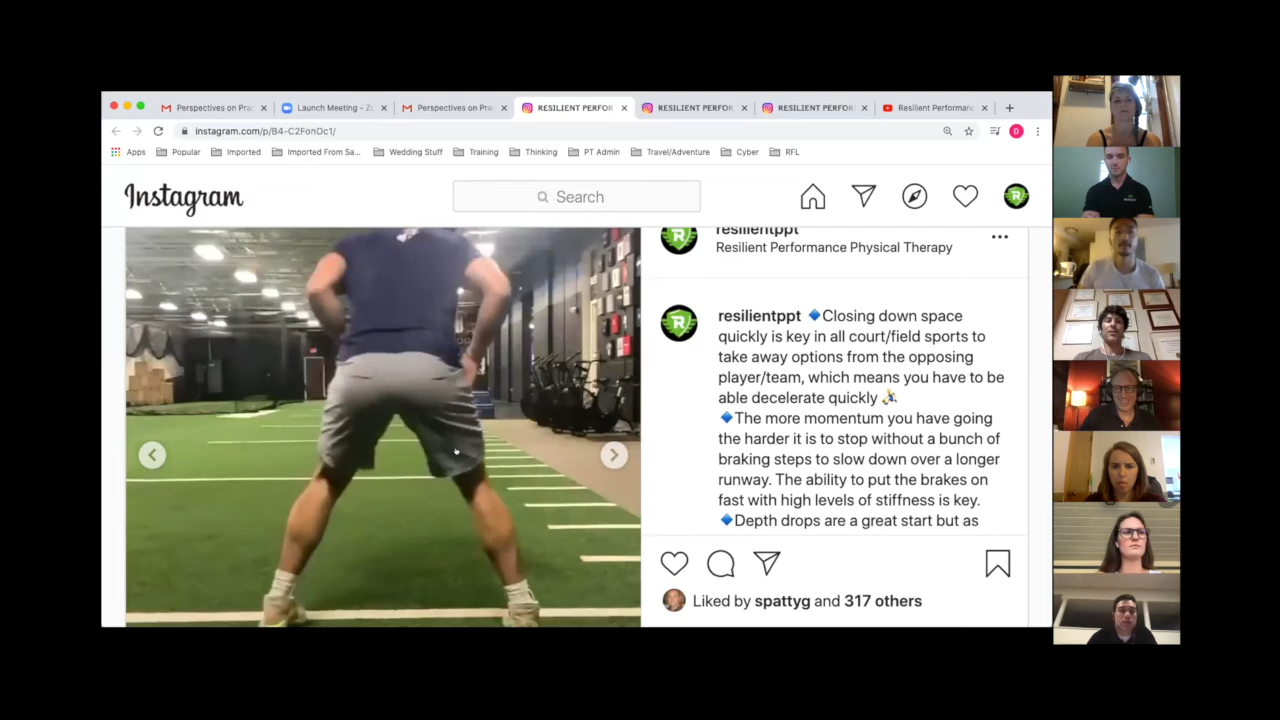 Perspectives on Pra
Launch Meeting - Z
Perspectives on Pra
RESILIENT PERFOR
RESILIENT PERFOR
RESILIENT PERFOR
Resilient Performanc
instagram.com/p/B4-C2FonOc1/
D
Apps
Popular
Imported
Imported From Sa...
Wedding Stuff
Training
Thinking
PT Admin
Travel/Adventure
Cyber
RFL
Instagram
Search
resilientppt
Resilient Performance Physical Therapy
resilientppt 🔹Closing down space
quickly is key in all court/field sports to
take away options from the opposing
player/team, which means you have to be
able decelerate quickly
🔹The more momentum you have going
the harder it is to stop without a bunch of
braking steps to slow down over a longer
runway. The ability to put the brakes on
fast with high levels of stiffness is key.
🔹Depth drops are a great start but as
Liked by spattyg and 317 others